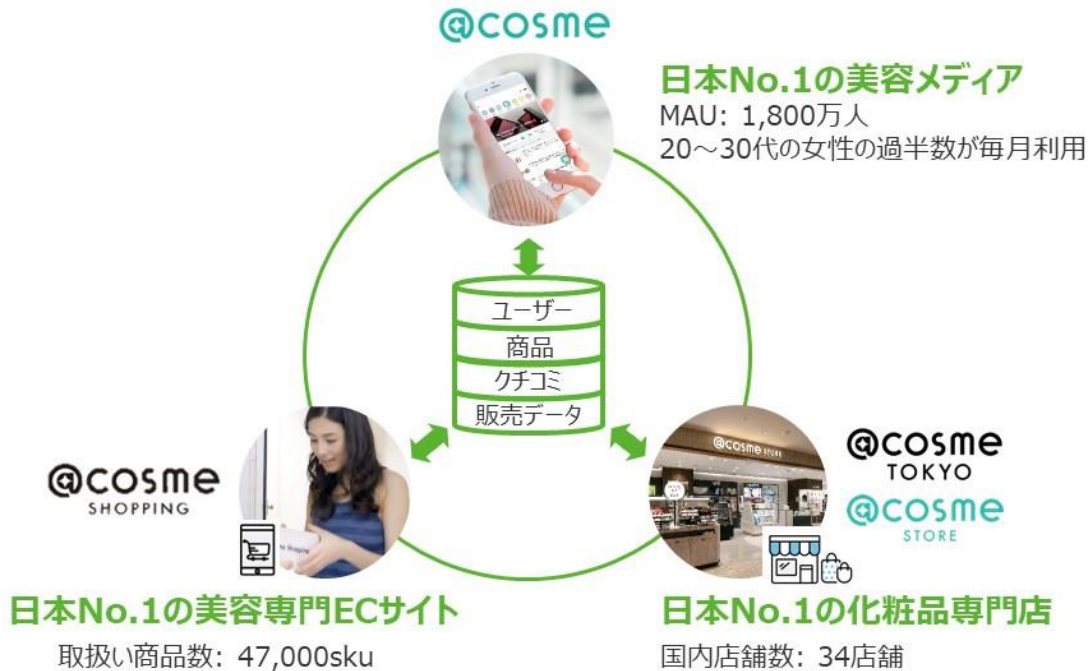 @cosme
日本No.1の美容メディア
MAU: 1,800万人
20～30代の女性の過半数が毎月利用
ユーザー
商品
クチコミ
販売データ
@cosme
SHOPPING
@cosme STORE
@cosme
TOKYO
@cosme
STORE
日本No.1の美容専門ECサイト
取扱い商品数: 47,000sku
日本No.1の化粧品専門店
国内店舗数: 34店舗